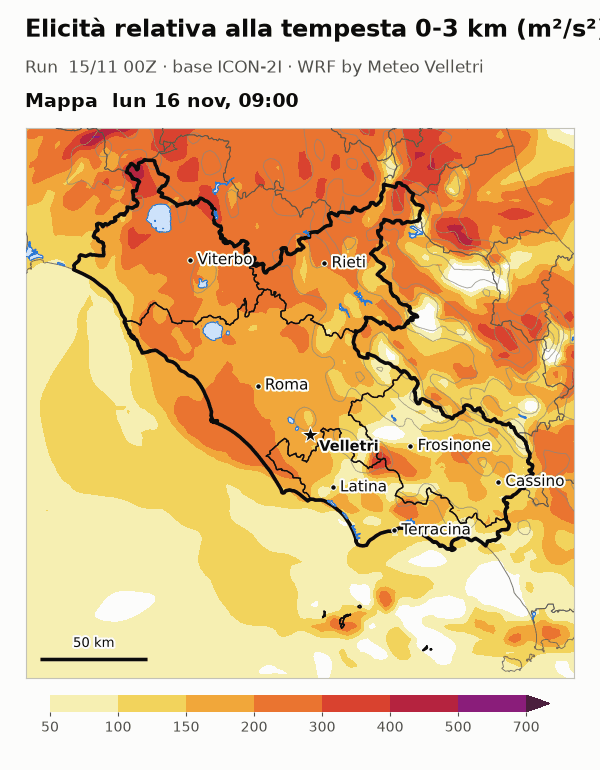 Elicità relativa alla tempesta 0-3 km (m²/s²)
Run 15/11 00Z · base ICON-2I · WRF by Meteo Velletri
Mappa lun 16 nov, 09:00
Viterbo
Rieti
Roma
Velletri
Frosinone
Latina
Cassino
Terracina
50 km
50 100 150 200 300 400 500 700